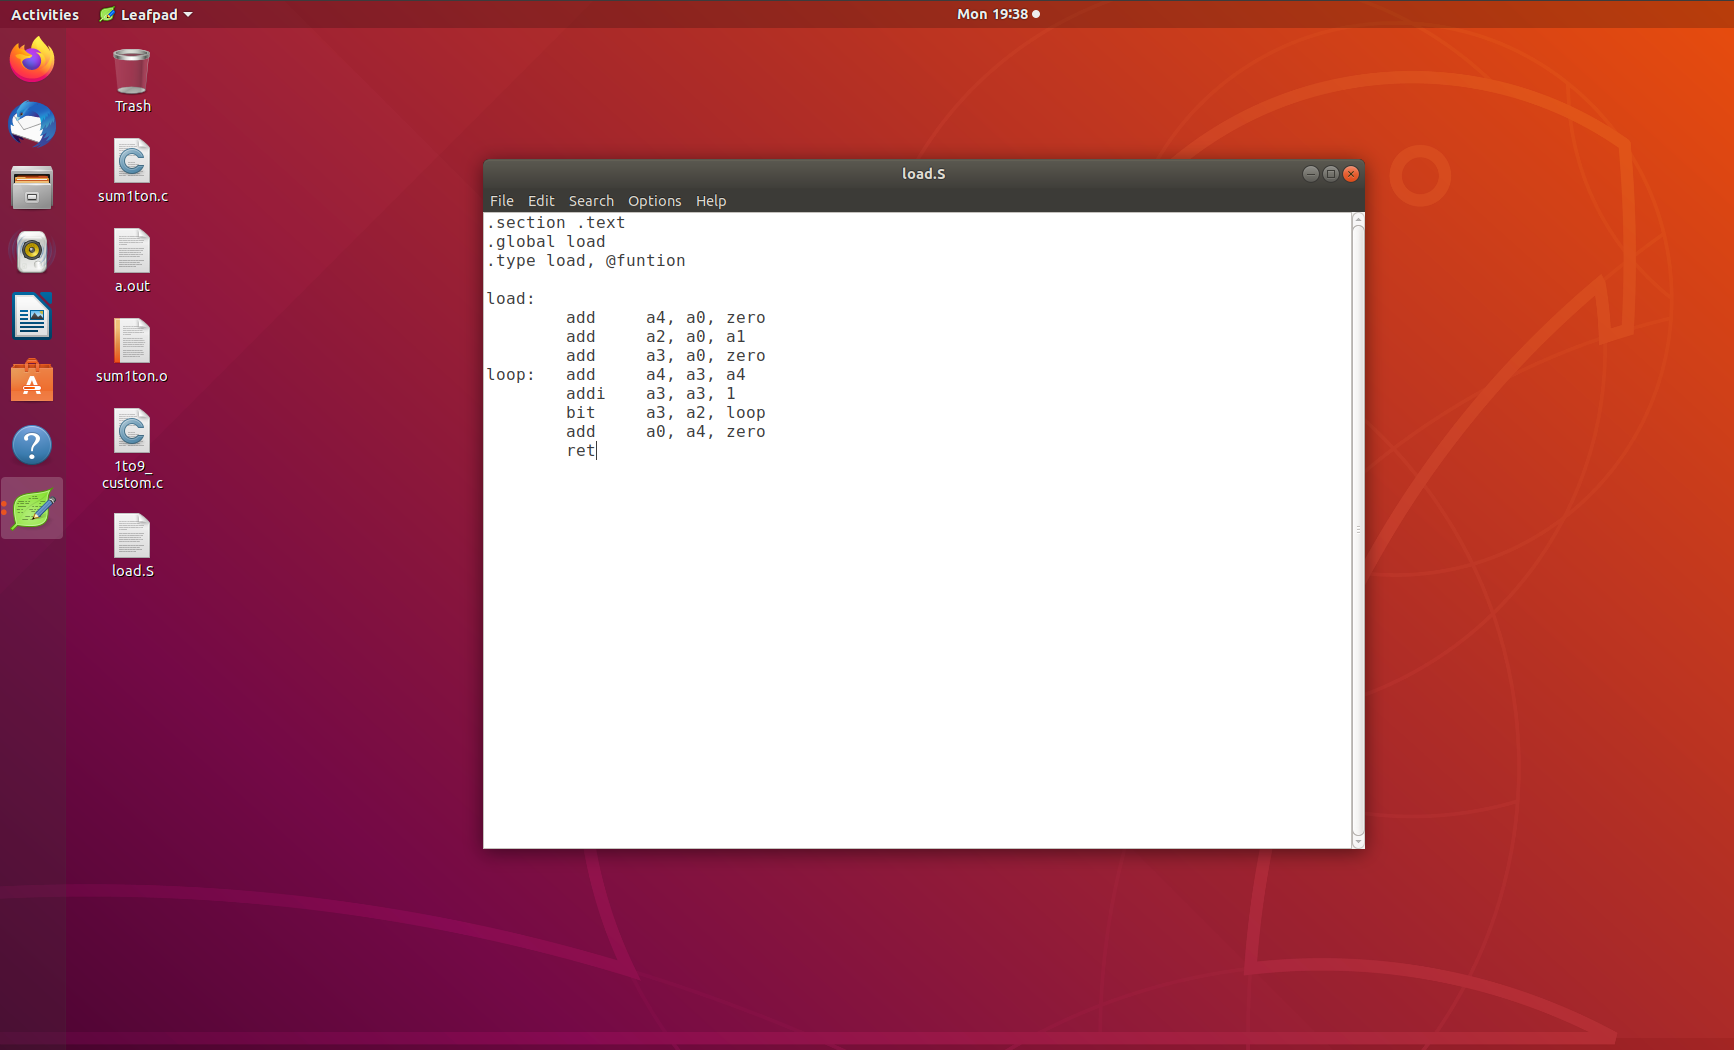 Activities Leafpad Mon 19:38
Trash
sum1ton.c
a.out
sum1ton.o
1to9_
custom.c
load.S
load.S
File Edit Search Options Help
.section .text
.global load
.type load, @funtion
load:
add a4, a0, zero
add a2, a0, a1
add a3, a0, zero
loop: add a4, a3, a4
addi a3, a3, 1
bit a3, a2, loop
add a0, a4, zero
ret